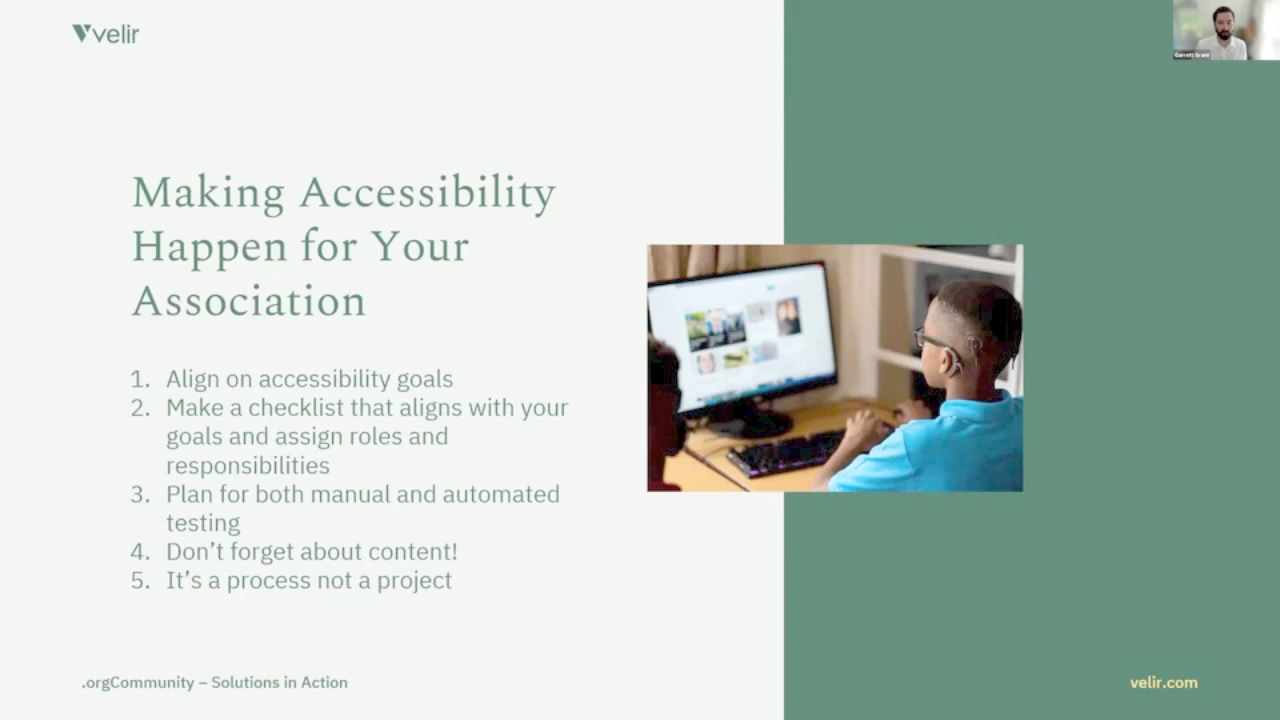 velir
Garrett Grant
Making Accessibility
Happen for Your
Association
1. Align on accessibility goals
2. Make a checklist that aligns with your
goals and assign roles and
responsibilities
3. Plan for both manual and automated
testing
4. Don’t forget about content!
5. It’s a process not a project
.orgCommunity – Solutions in Action
velir.com